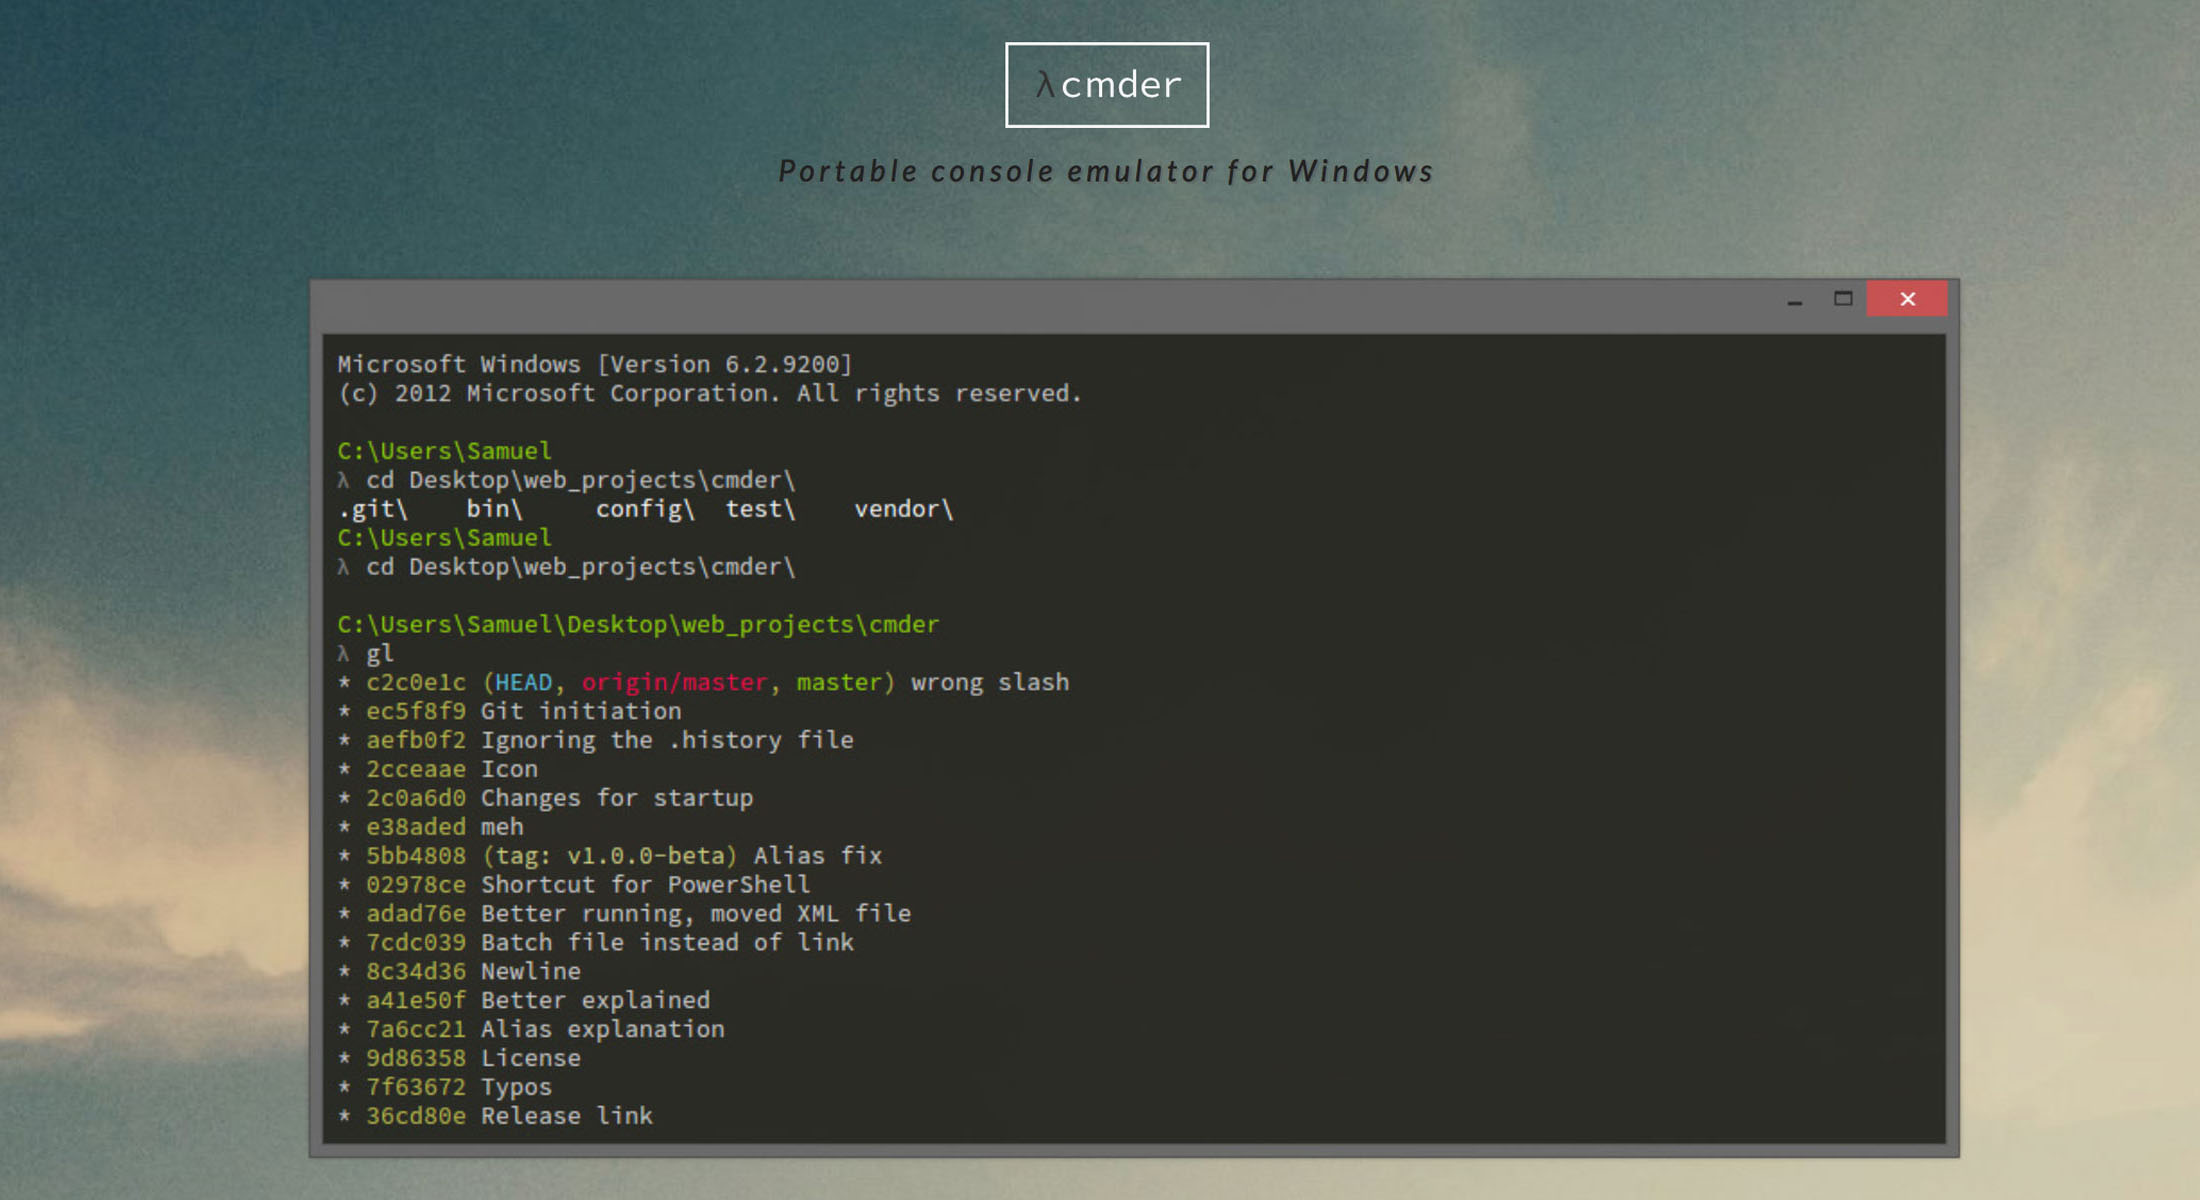 λ cmder
Portable console emulator for Windows
Microsoft Windows [Version 6.2.9200]
(c) 2012 Microsoft Corporation. All rights reserved.
C:\Users\Samuel
λ cd Desktop\web_projects\cmder\
.git\    bin\     config\  test\    vendor\
C:\Users\Samuel
λ cd Desktop\web_projects\cmder\
C:\Users\Samuel\Desktop\web_projects\cmder
λ gl
* c2c0e1c (HEAD, origin/master, master) wrong slash
* ec5f8f9 Git initiation
* aefb0f2 Ignoring the .history file
* 2cceaae Icon
* 2c0a6d0 Changes for startup
* e38aded meh
* 5bb4808 (tag: v1.0.0-beta) Alias fix
* 02978ce Shortcut for PowerShell
* adad76e Better running, moved XML file
* 7cdc039 Batch file instead of link
* 8c34d36 Newline
* a41e50f Better explained
* 7a6cc21 Alias explanation
* 9d86358 License
* 7f63672 Typos
* 36cd80e Release link